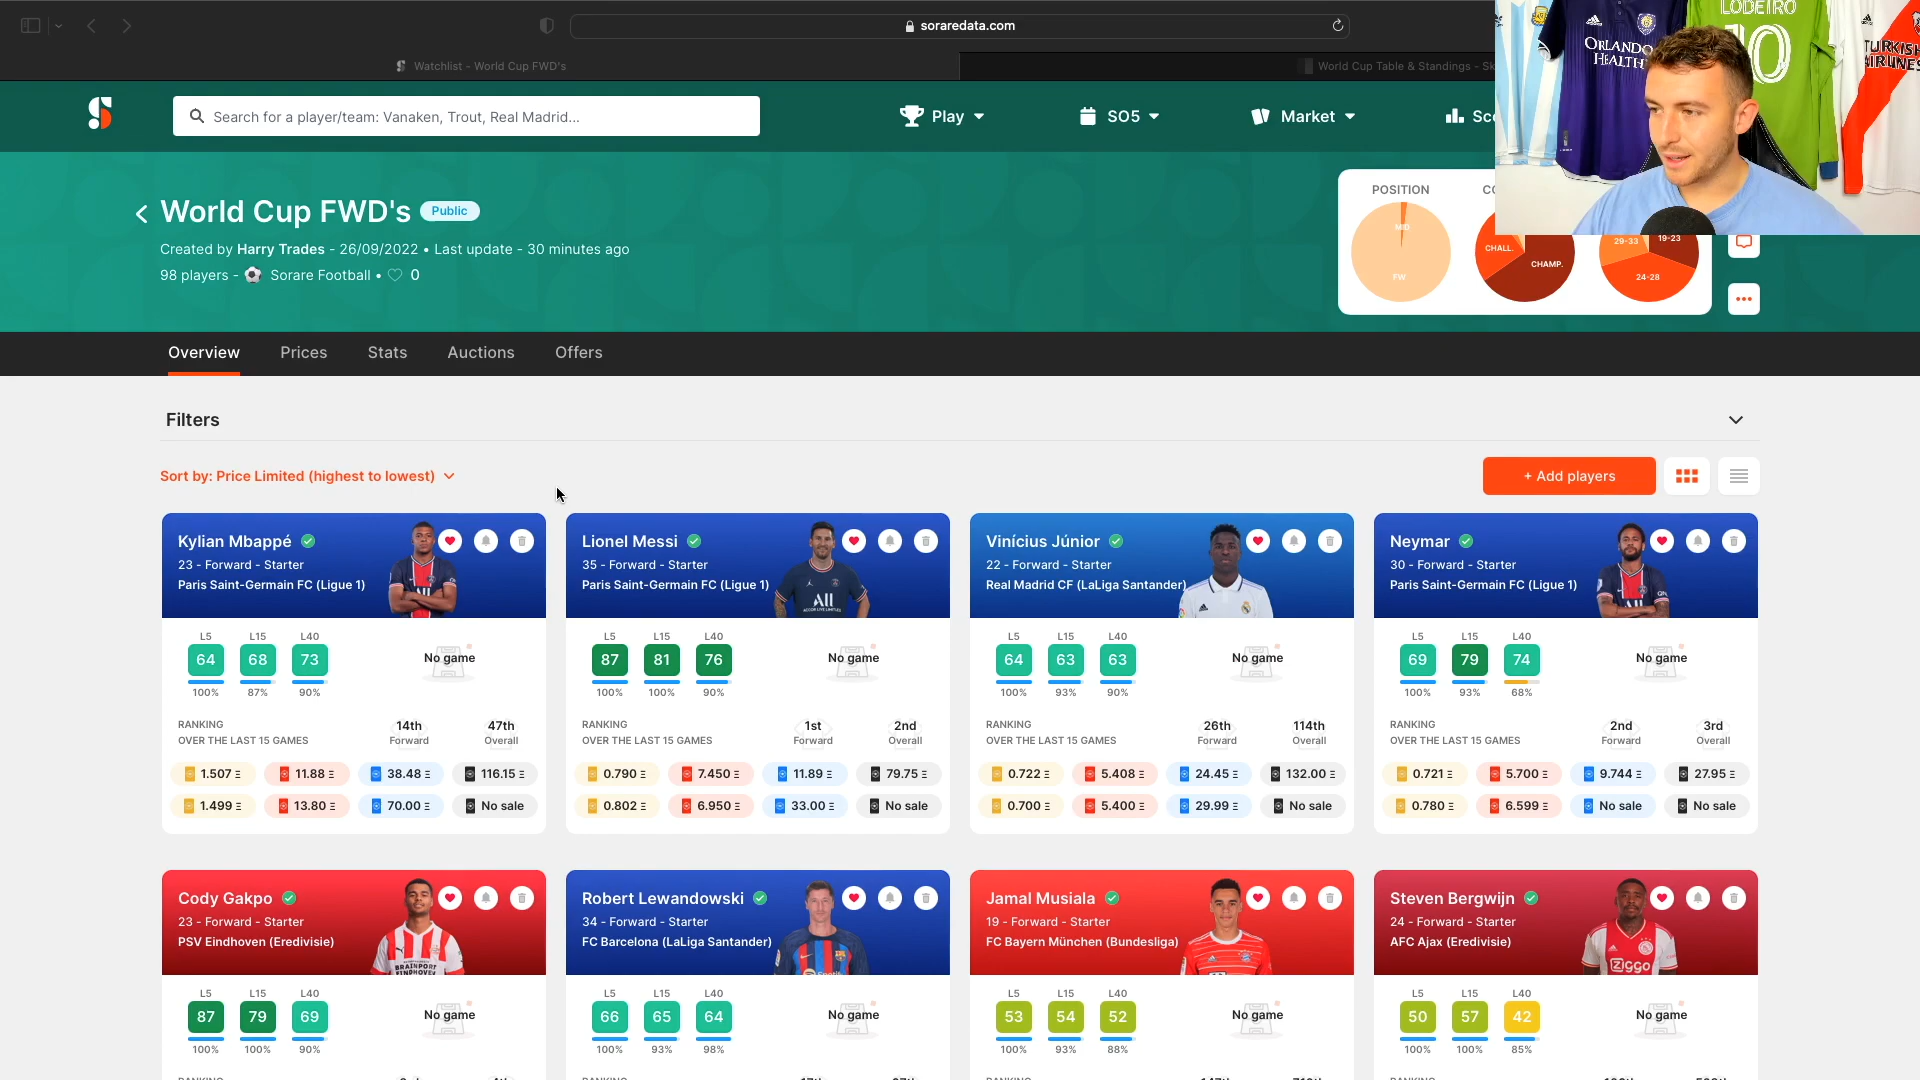 soraredata.com
Watchlist - World Cup FWD's
World Cup Table & Standings - Sk
LODEIRO
10
ORLANDO
HEALTH
TURKISH
AIRLINES
Search for a player/team: Vanaken, Trout, Real Madrid...
Play
SO5
Market
Sco
World Cup FWD's
Public
Created by Harry Trades - 26/09/2022 • Last update - 30 minutes ago
98 players - Sorare Football • 0
POSITION
CO
MID
FW
CHALL.
CHAMP.
29-33
19-23
24-28
Overview
Prices
Stats
Auctions
Offers
Filters
Sort by: Price Limited (highest to lowest)
+ Add players
Kylian Mbappé
23 - Forward - Starter
Paris Saint-Germain FC (Ligue 1)
L5 L15 L40
64 68 73
100% 87% 90%
No game
RANKING
OVER THE LAST 15 GAMES
14th Forward
47th Overall
1.507 Ξ 11.88 Ξ 38.48 Ξ 116.15 Ξ
1.499 Ξ 13.80 Ξ 70.00 Ξ No sale
Lionel Messi
35 - Forward - Starter
Paris Saint-Germain FC (Ligue 1)
L5 L15 L40
87 81 76
100% 100% 90%
No game
RANKING
OVER THE LAST 15 GAMES
1st Forward
2nd Overall
0.790 Ξ 7.450 Ξ 11.89 Ξ 79.75 Ξ
0.802 Ξ 6.950 Ξ 33.00 Ξ No sale
Vinícius Júnior
22 - Forward - Starter
Real Madrid CF (LaLiga Santander)
L5 L15 L40
64 63 63
100% 93% 90%
No game
RANKING
OVER THE LAST 15 GAMES
26th Forward
114th Overall
0.722 Ξ 5.408 Ξ 24.45 Ξ 132.00 Ξ
0.700 Ξ 5.400 Ξ 29.99 Ξ No sale
Neymar
30 - Forward - Starter
Paris Saint-Germain FC (Ligue 1)
L5 L15 L40
69 79 74
100% 93% 68%
No game
RANKING
OVER THE LAST 15 GAMES
2nd Forward
3rd Overall
0.721 Ξ 5.700 Ξ 9.744 Ξ 27.95 Ξ
0.780 Ξ 6.599 Ξ No sale No sale
Cody Gakpo
23 - Forward - Starter
PSV Eindhoven (Eredivisie)
L5 L15 L40
87 79 69
100% 100% 90%
No game
Robert Lewandowski
34 - Forward - Starter
FC Barcelona (LaLiga Santander)
L5 L15 L40
66 65 64
100% 93% 98%
No game
Jamal Musiala
19 - Forward - Starter
FC Bayern München (Bundesliga)
L5 L15 L40
53 54 52
100% 93% 88%
No game
Steven Bergwijn
24 - Forward - Starter
AFC Ajax (Eredivisie)
Ziggo
L5 L15 L40
50 57 42
100% 100% 85%
No game